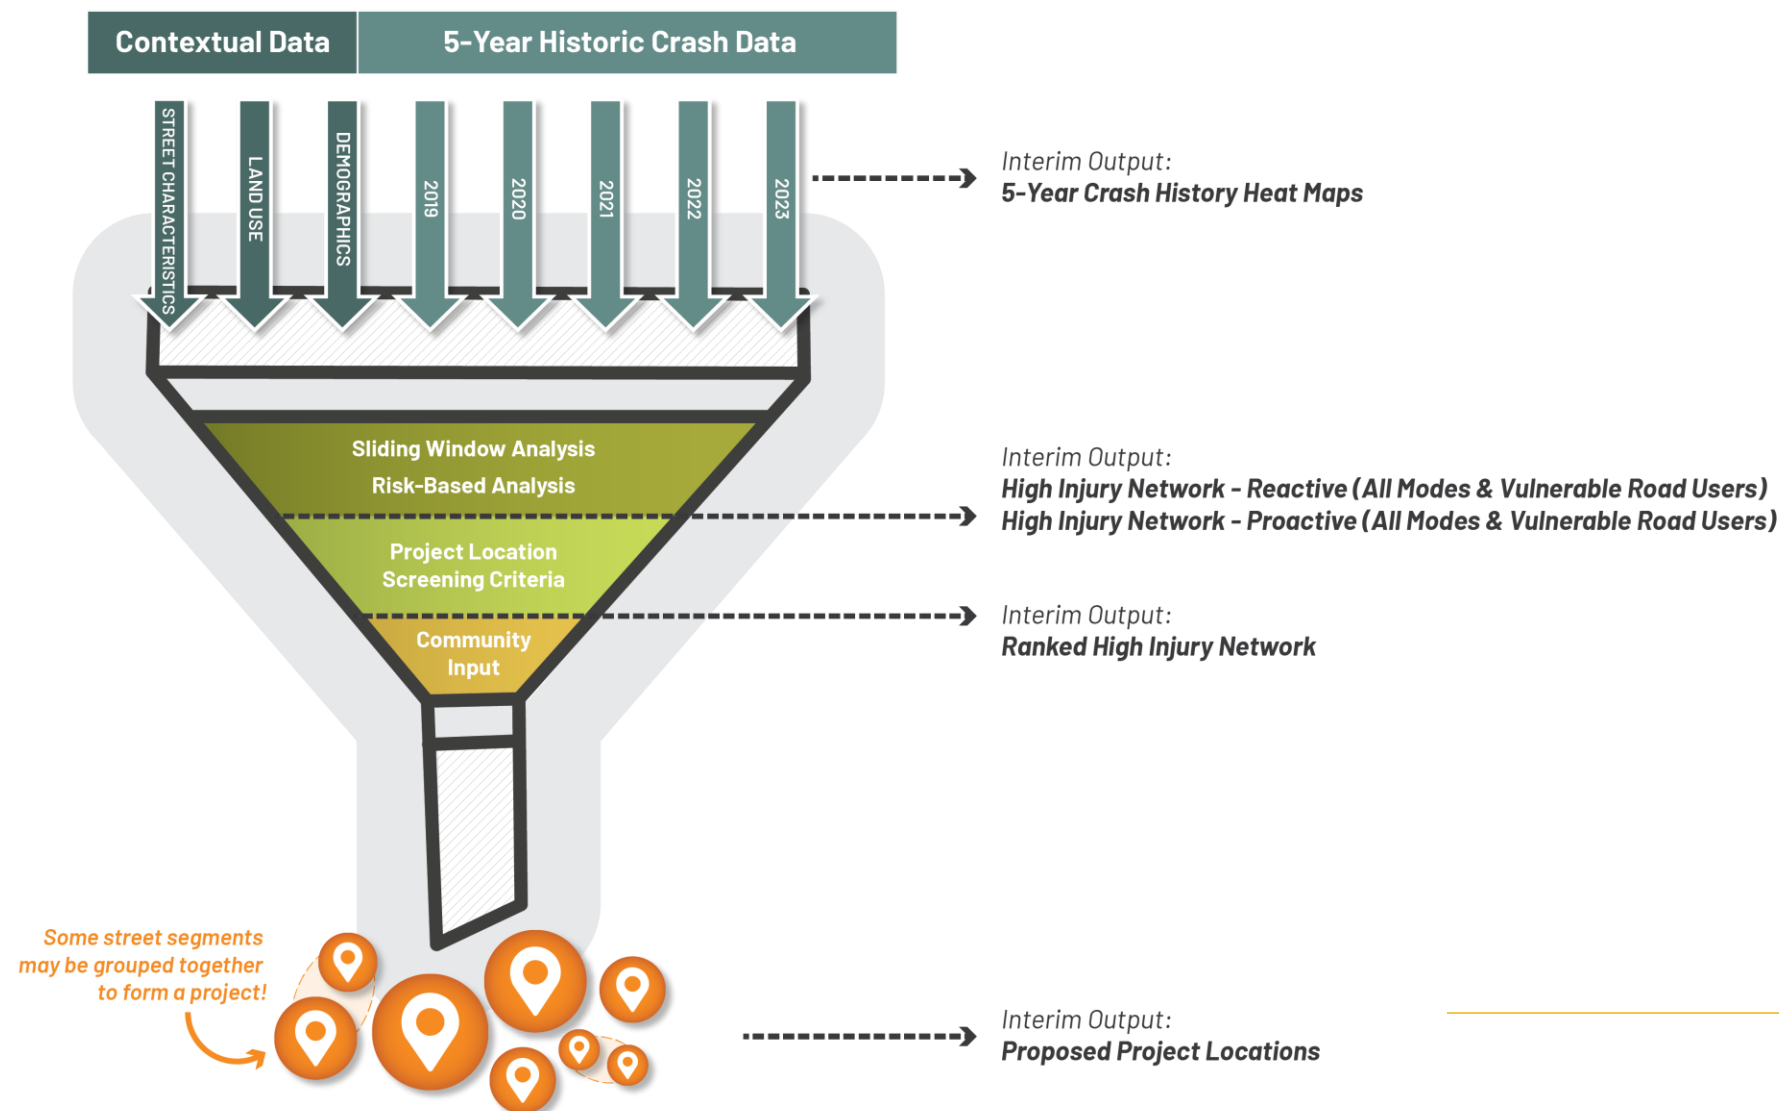 Contextual Data
5-Year Historic Crash Data
STREET CHARACTERISTICS
LAND USE
DEMOGRAPHICS
2019
2020
2021
2022
2023
Interim Output:
5-Year Crash History Heat Maps
Sliding Window Analysis
Risk-Based Analysis
Interim Output:
High Injury Network - Reactive (All Modes & Vulnerable Road Users)
High Injury Network - Proactive (All Modes & Vulnerable Road Users)
Project Location
Screening Criteria
Interim Output:
Ranked High Injury Network
Community
Input
Some street segments
may be grouped together
to form a project!
Interim Output:
Proposed Project Locations